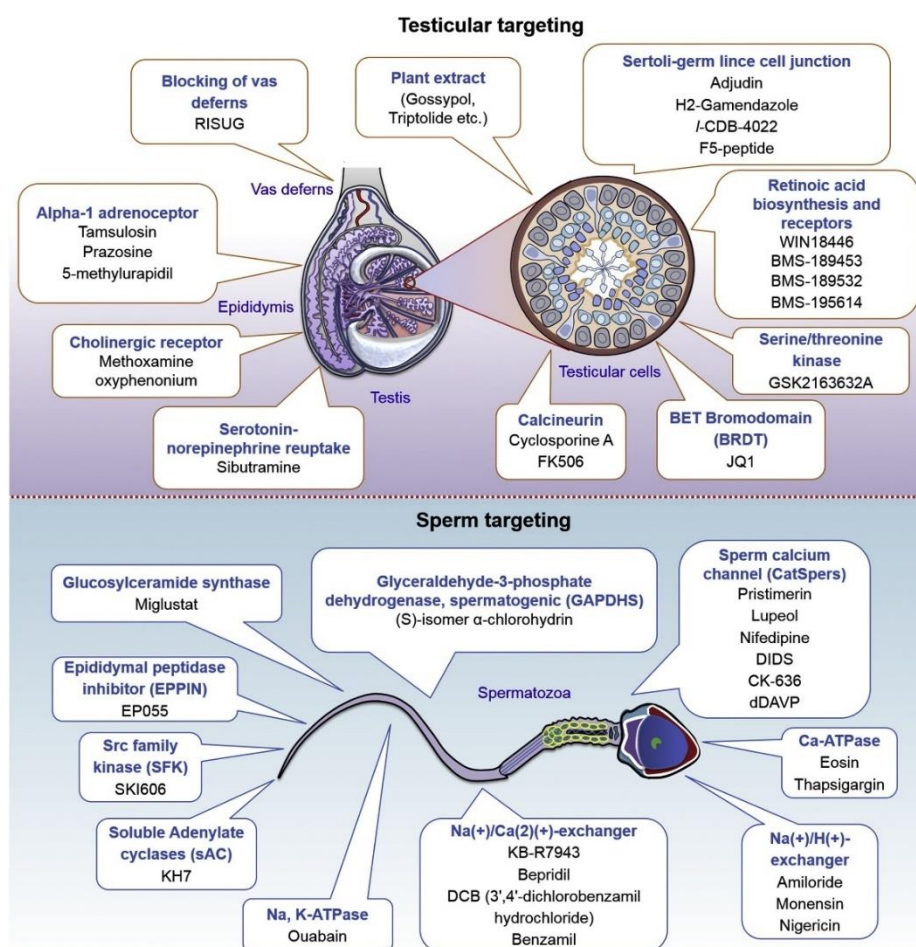 Testicular targeting
Blocking of vas
deferns
RISUG
Plant extract
(Gossypol,
Triptolide etc.)
Sertoli-germ lince cell junction
Adjudin
H2-Gamendazole
l-CDB-4022
F5-peptide
Vas deferns
Alpha-1 adrenoceptor
Tamsulosin
Prazosine
5-methylurapidil
Retinoic acid
biosynthesis and
receptors
WIN18446
BMS-189453
BMS-189532
BMS-195614
Epididymis
Cholinergic receptor
Methoxamine
oxyphenonium
Serine/threonine
kinase
GSK2163632A
Testis
Testicular cells
Serotonin-
norepinephrine reuptake
Sibutramine
Calcineurin
Cyclosporine A
FK506
BET Bromodomain
(BRDT)
JQ1
Sperm targeting
Glucosylceramide synthase
Miglustat
Glyceraldehyde-3-phosphate
dehydrogenase, spermatogenic (GAPDHS)
(S)-isomer α-chlorohydrin
Sperm calcium
channel (CatSpers)
Pristimerin
Lupeol
Nifedipine
DIDS
CK-636
dDAVP
Epididymal peptidase
inhibitor (EPPIN)
EP055
Spermatozoa
Src family
kinase (SFK)
SKI606
Ca-ATPase
Eosin
Thapsigargin
Soluble Adenylate
cyclases (sAC)
KH7
Na, K-ATPase
Ouabain
Na(+)/Ca(2)(+)-exchanger
KB-R7943
Bepridil
DCB (3',4'-dichlorobenzamil
hydrochloride)
Benzamil
Na(+)/H(+)-
exchanger
Amiloride
Monensin
Nigericin